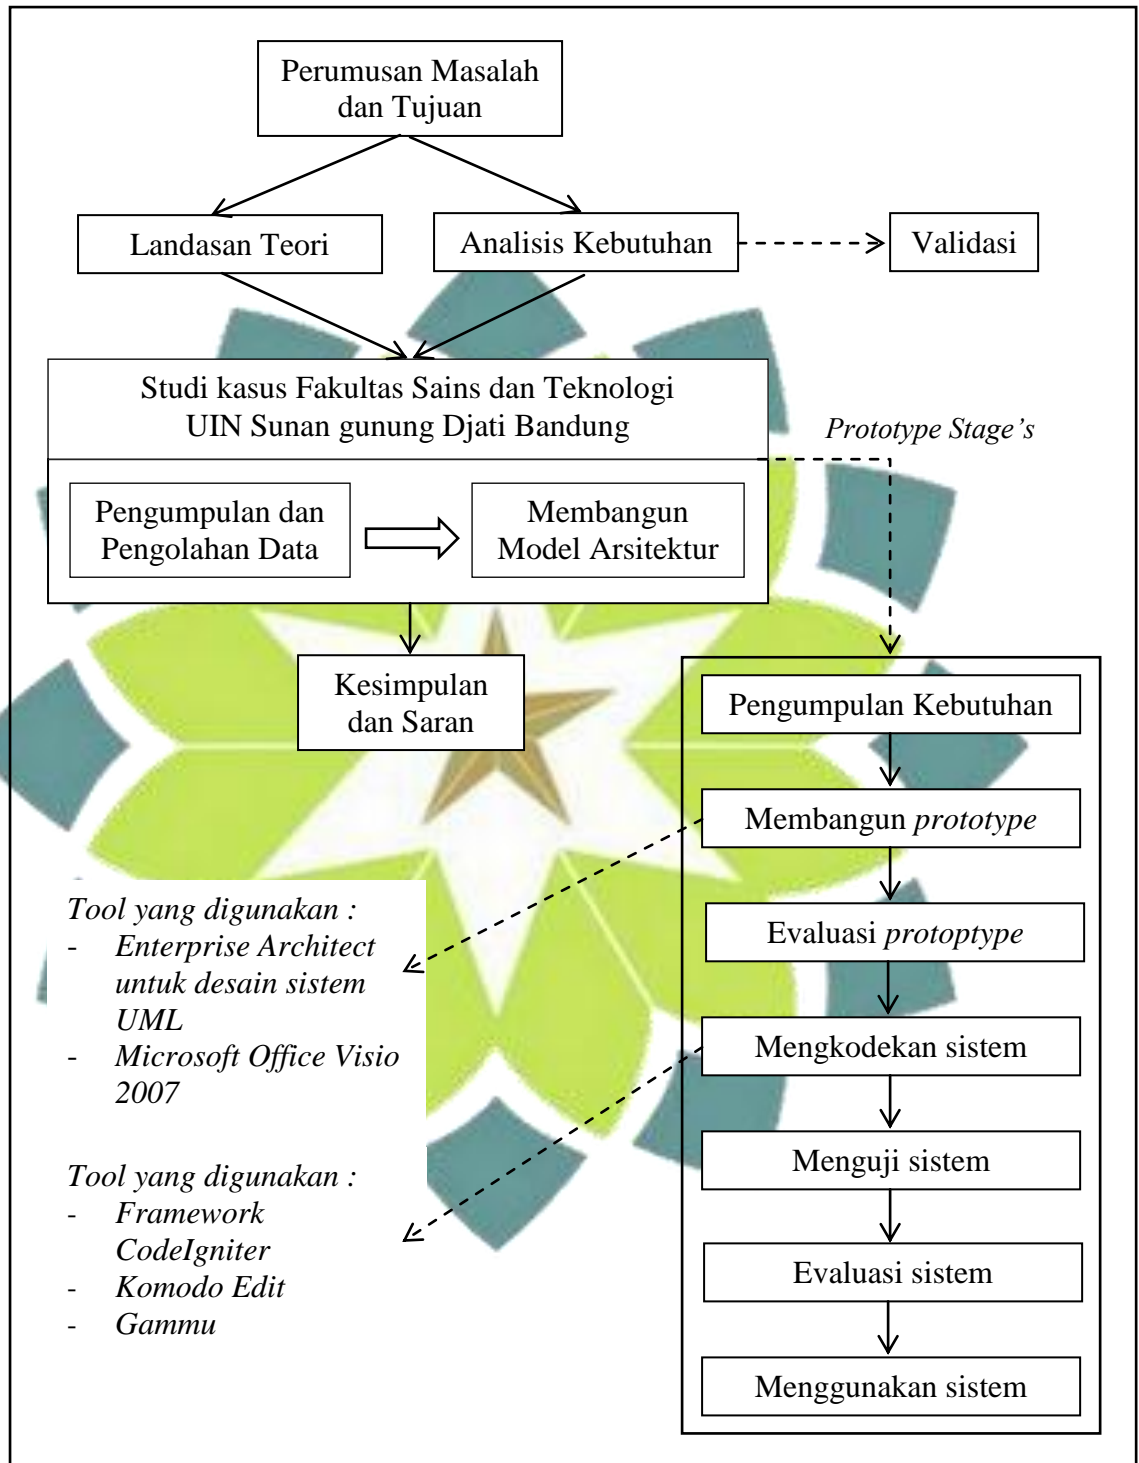 Perumusan Masalah
dan Tujuan
Landasan Teori
Analisis Kebutuhan
Validasi
Studi kasus Fakultas Sains dan Teknologi
UIN Sunan gunung Djati Bandung
Prototype Stage’s
Pengumpulan dan
Pengolahan Data
Membangun
Model Arsitektur
Kesimpulan
dan Saran
Pengumpulan Kebutuhan
Membangun prototype
Evaluasi protoptype
Mengkodekan sistem
Menguji sistem
Evaluasi sistem
Menggunakan sistem
Tool yang digunakan :
- Enterprise Architect
untuk desain sistem
UML
- Microsoft Office Visio
2007
Tool yang digunakan :
- Framework
CodeIgniter
- Komodo Edit
- Gammu